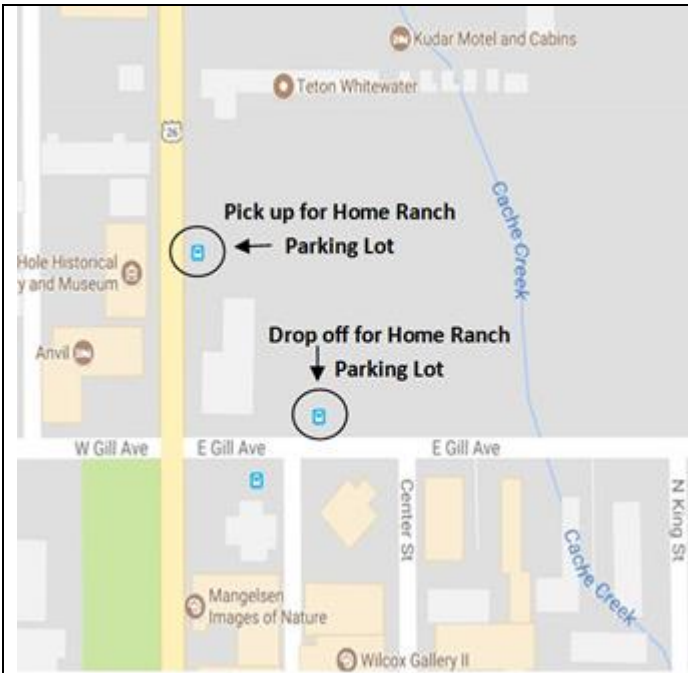 Kudar Motel and Cabins
Teton Whitewater
26
Pick up for Home Ranch
Parking Lot
Cache Creek
Hole Historical
y and Museum
Drop off for Home Ranch
Parking Lot
Anvil
W Gill Ave
E Gill Ave
E Gill Ave
Center St
N King St
Cache Creek
Mangelsen
Images of Nature
Wilcox Gallery II